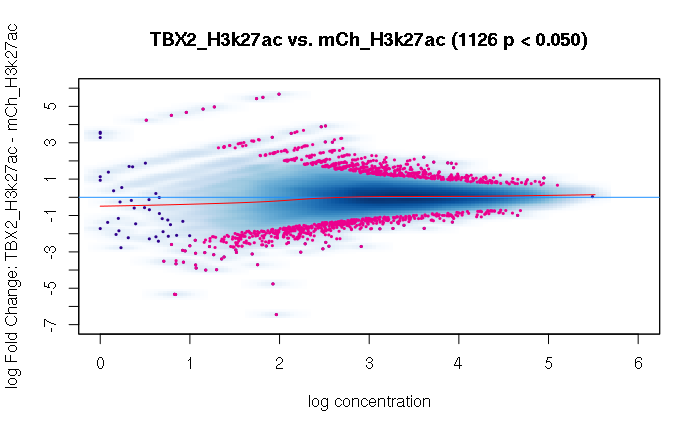 TBX2_H3k27ac vs. mCh_H3k27ac (1126 p < 0.050)
log Fold Change: TBX2_H3k27ac - mCh_H3k27ac
5
3
1
-1
-3
-5
-7
0 1 2 3 4 5 6
log concentration